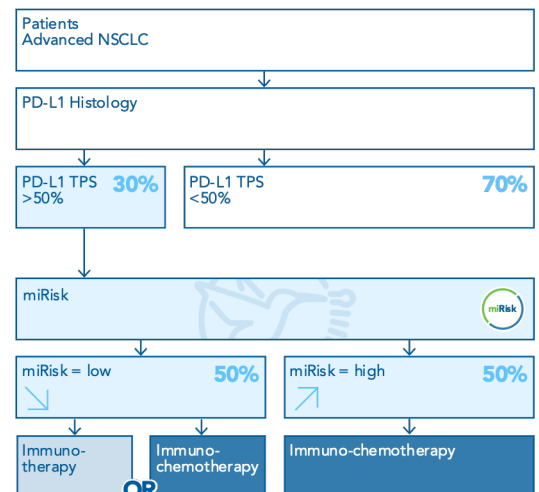 Patients
Advanced NSCLC
PD-L1 Histology
PD-L1 TPS 30%
>50%
PD-L1 TPS 70%
<50%
miRisk
miRisk
miRisk = low 50%
miRisk = high 50%
Immuno-
therapy
OR
Immuno-
chemotherapy
Immuno-chemotherapy